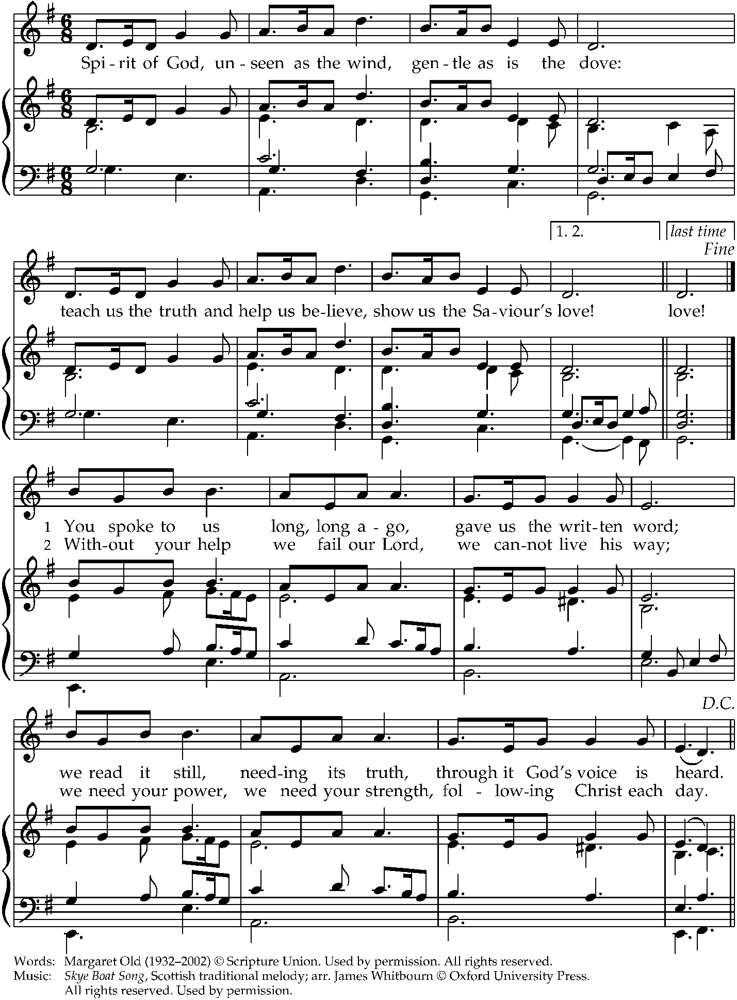 6 8
Spi - rit of God, un - seen as the wind, gen - tle as is the dove:
6 8
6 8
1. 2. last time
Fine
teach us the truth and help us be-lieve, show us the Sa-viour's love! love!
1 You spoke to us long, long a - go, gave us the writ-ten word;
2 With-out your help we fail our Lord, we can-not live his way;
D.C.
we read it still, need-ing its truth, through it God's voice is heard.
we need your power, we need your strength, fol - low-ing Christ each day.
Words: Margaret Old (1932–2002) © Scripture Union. Used by permission. All rights reserved.
Music: Skye Boat Song, Scottish traditional melody; arr. James Whitbourn © Oxford University Press.
All rights reserved. Used by permission.